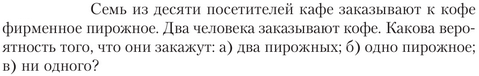 Семь из десяти посетителей кафе заказывают к кофе
фирменное пирожное. Два человека заказывают кофе. Какова веро-
ятность того, что они закажут: а) два пирожных; б) одно пирожное;
в) ни одного?